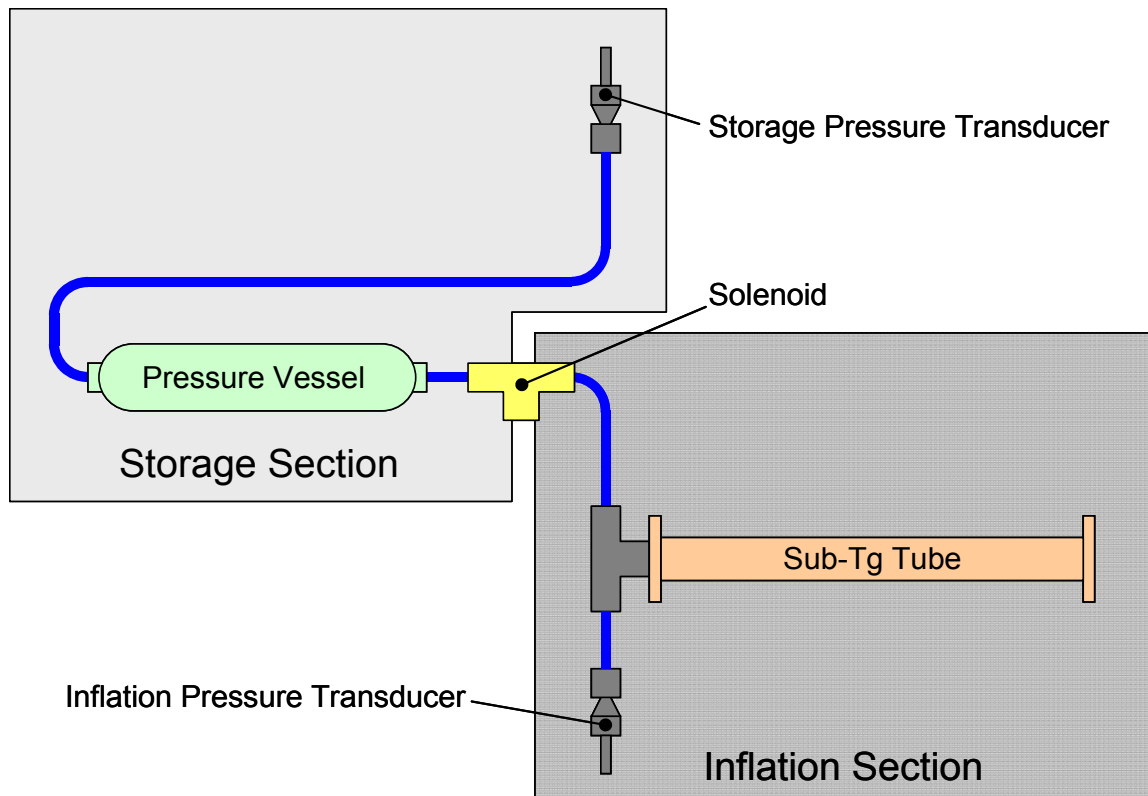 Storage Pressure Transducer
Solenoid
Pressure Vessel
Storage Section
Sub-Tg Tube
Inflation Pressure Transducer
Inflation Section